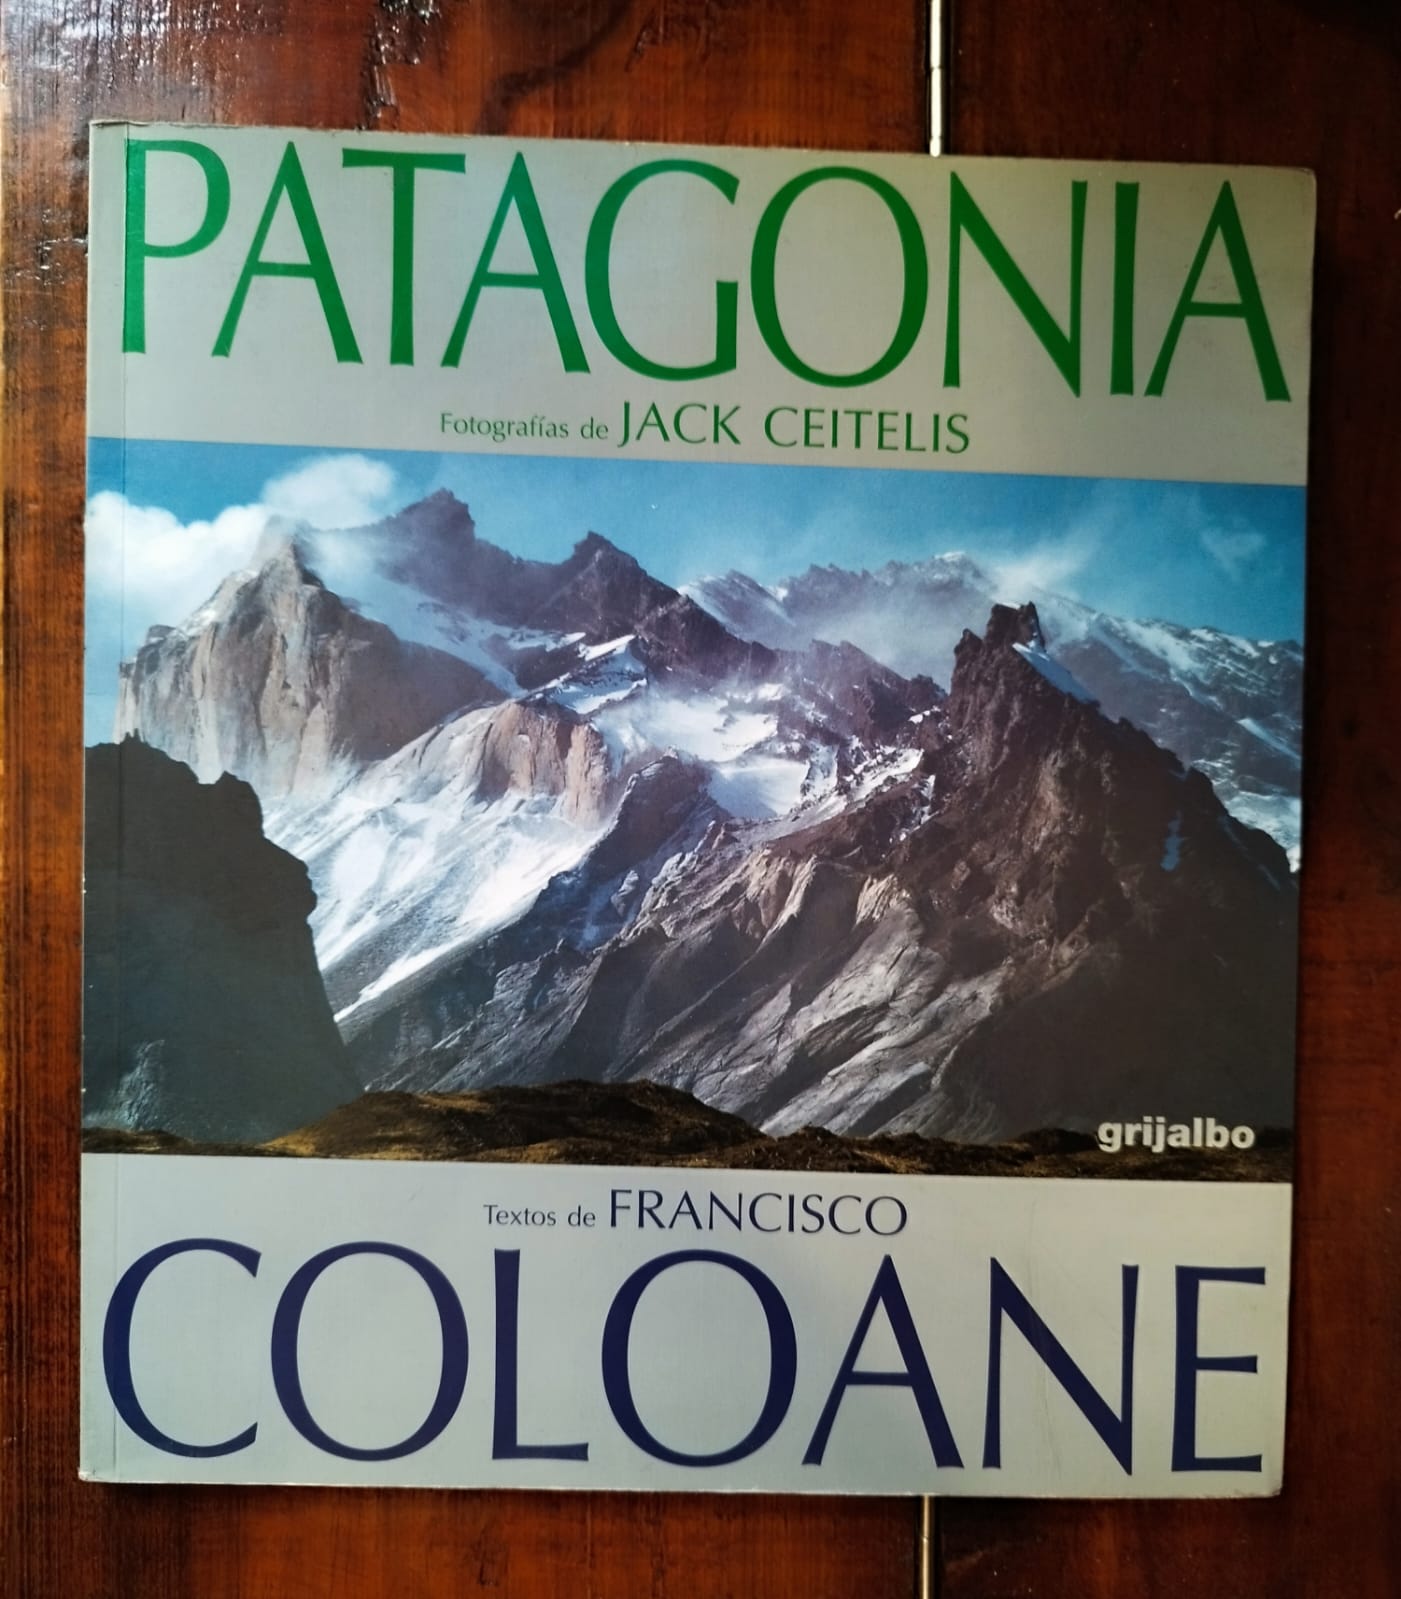 PATAGONIA
Fotografías de JACK CEITELIS
grijalbo
Textos de FRANCISCO
COLOANE